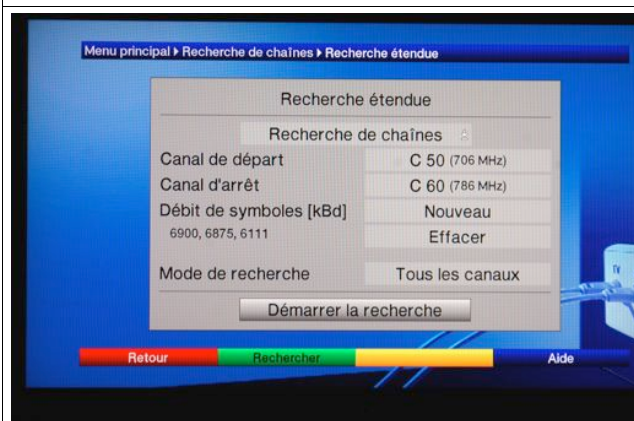 Menu principal ▸ Recherche de chaînes ▸ Recherche étendue
Recherche étendue
Recherche de chaînes
Canal de départ C 50 (706 MHz)
Canal d'arrêt C 60 (786 MHz)
Débit de symboles [kBd] Nouveau
6900, 6875, 6111 Effacer
Mode de recherche Tous les canaux
Démarrer la recherche
Retour Rechercher Aide
TV